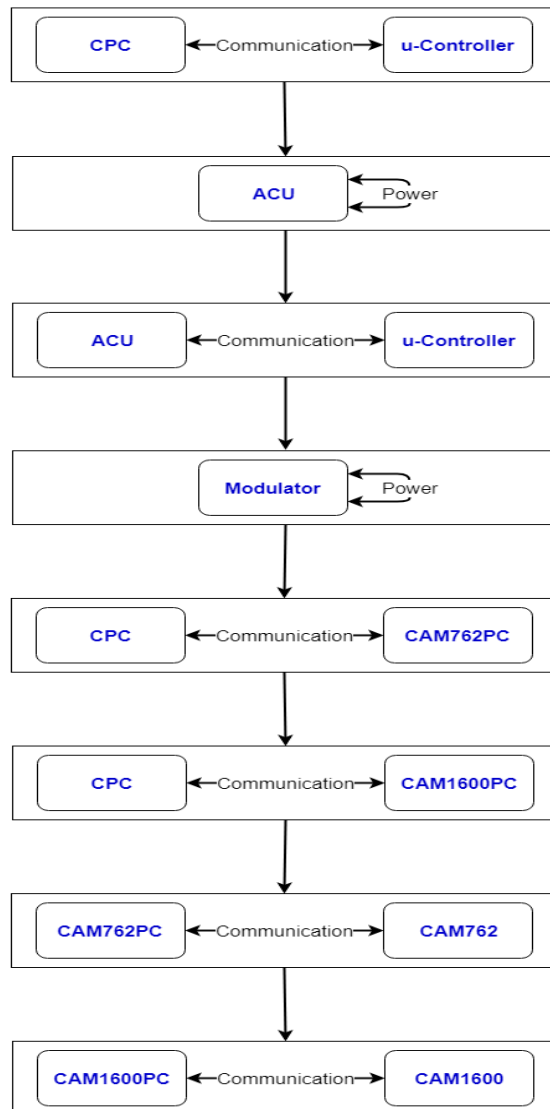 CPC Communication u-Controller
ACU Power
ACU Communication u-Controller
Modulator Power
CPC Communication CAM762PC
CPC Communication CAM1600PC
CAM762PC Communication CAM762
CAM1600PC Communication CAM1600